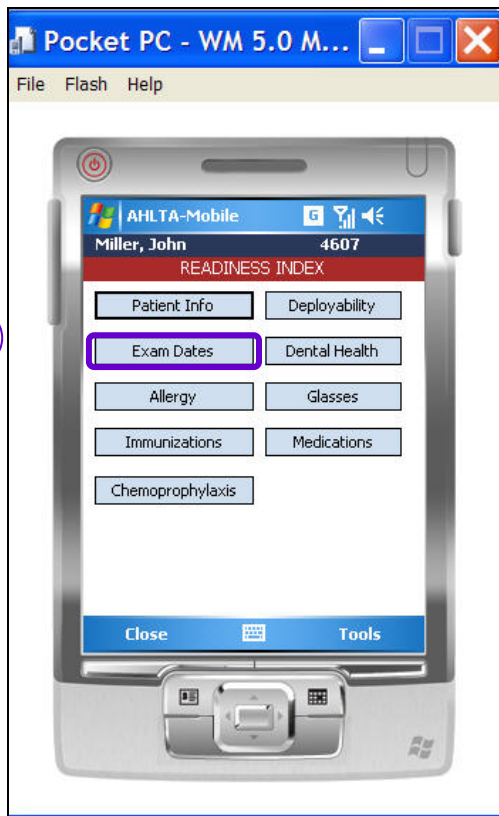 Pocket PC - WM 5.0 M...
File Flash Help
AHLTA-Mobile G
Miller, John 4607
READINESS INDEX
Patient Info Deployability
Exam Dates Dental Health
Allergy Glasses
Immunizations Medications
Chemoprophylaxis
Close Tools